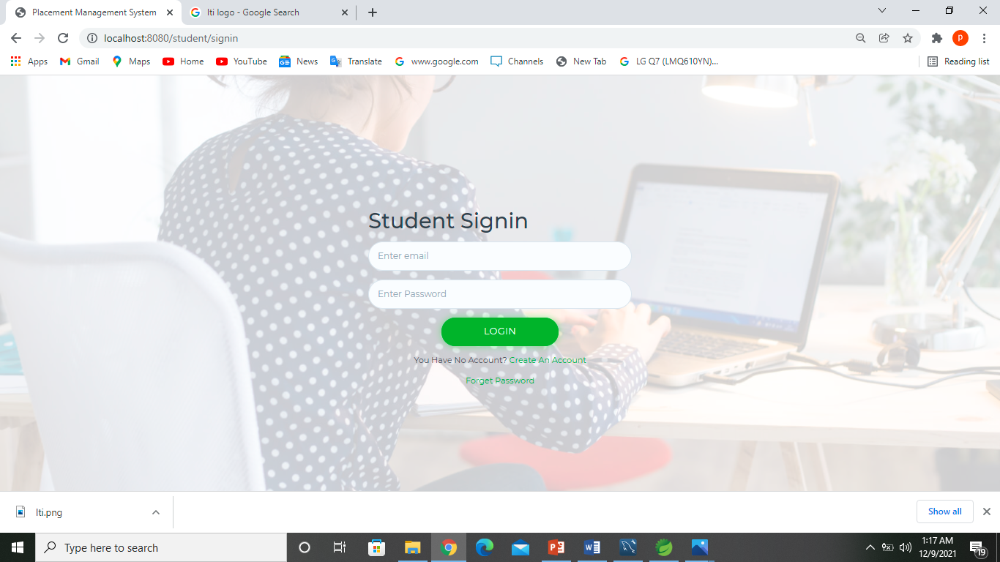 Placement Management System
lti logo - Google Search
localhost:8080/student/signin
P
Apps
Gmail
Maps
Home
YouTube
News
Translate
www.google.com
Channels
New Tab
LG Q7 (LMQ610YN)...
Reading list
Student Signin
Enter email
Enter Password
LOGIN
You Have No Account? Create An Account
Forget Password
lti.png
Show all
Type here to search
1:17 AM
12/9/2021
19